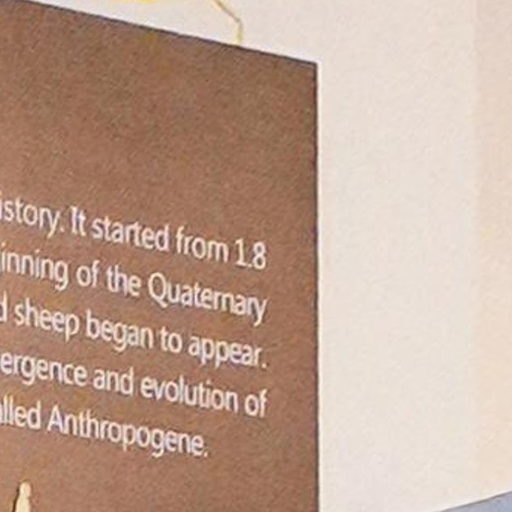 istory. It started from 1.8
inning of the Quaternary
d sheep began to appear.
ergence and evolution of
alled Anthropogene.